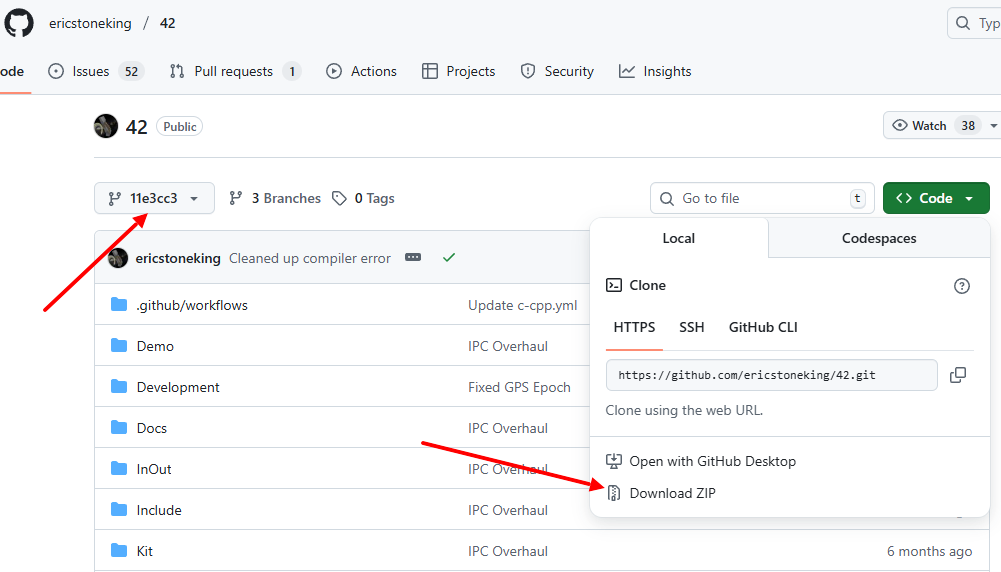 ericstoneking / 42
Typ
ode Issues 52 Pull requests 1 Actions Projects Security Insights
42 Public
Watch 38
11e3cc3 3 Branches 0 Tags
Go to file t
<> Code
ericstoneking Cleaned up compiler error
Local Codespaces
Clone
HTTPS SSH GitHub CLI
https://github.com/ericstoneking/42.git
Clone using the web URL.
Open with GitHub Desktop
Download ZIP
.github/workflows Update c-cpp.yml
Demo IPC Overhaul
Development Fixed GPS Epoch
Docs IPC Overhaul
InOut IPC Overhaul
Include IPC Overhaul
Kit IPC Overhaul 6 months ago